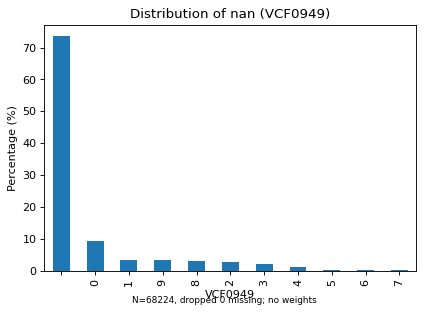 Distribution of nan (VCF0949)
Percentage (%)
70
60
50
40
30
20
10
0
0 1 9 8 2 3 4 5 6 7
VCF0949
N=68224, dropped 0 missing; no weights